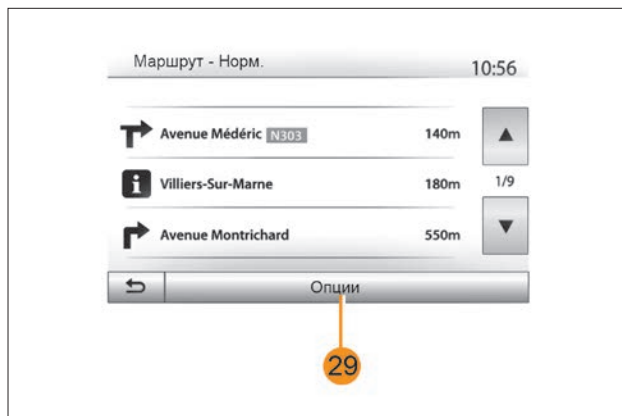 Маршрут - Норм. 10:56
Avenue Médéric N303 140m
Villiers-Sur-Marne 180m 1/9
Avenue Montrichard 550m
Опции
29